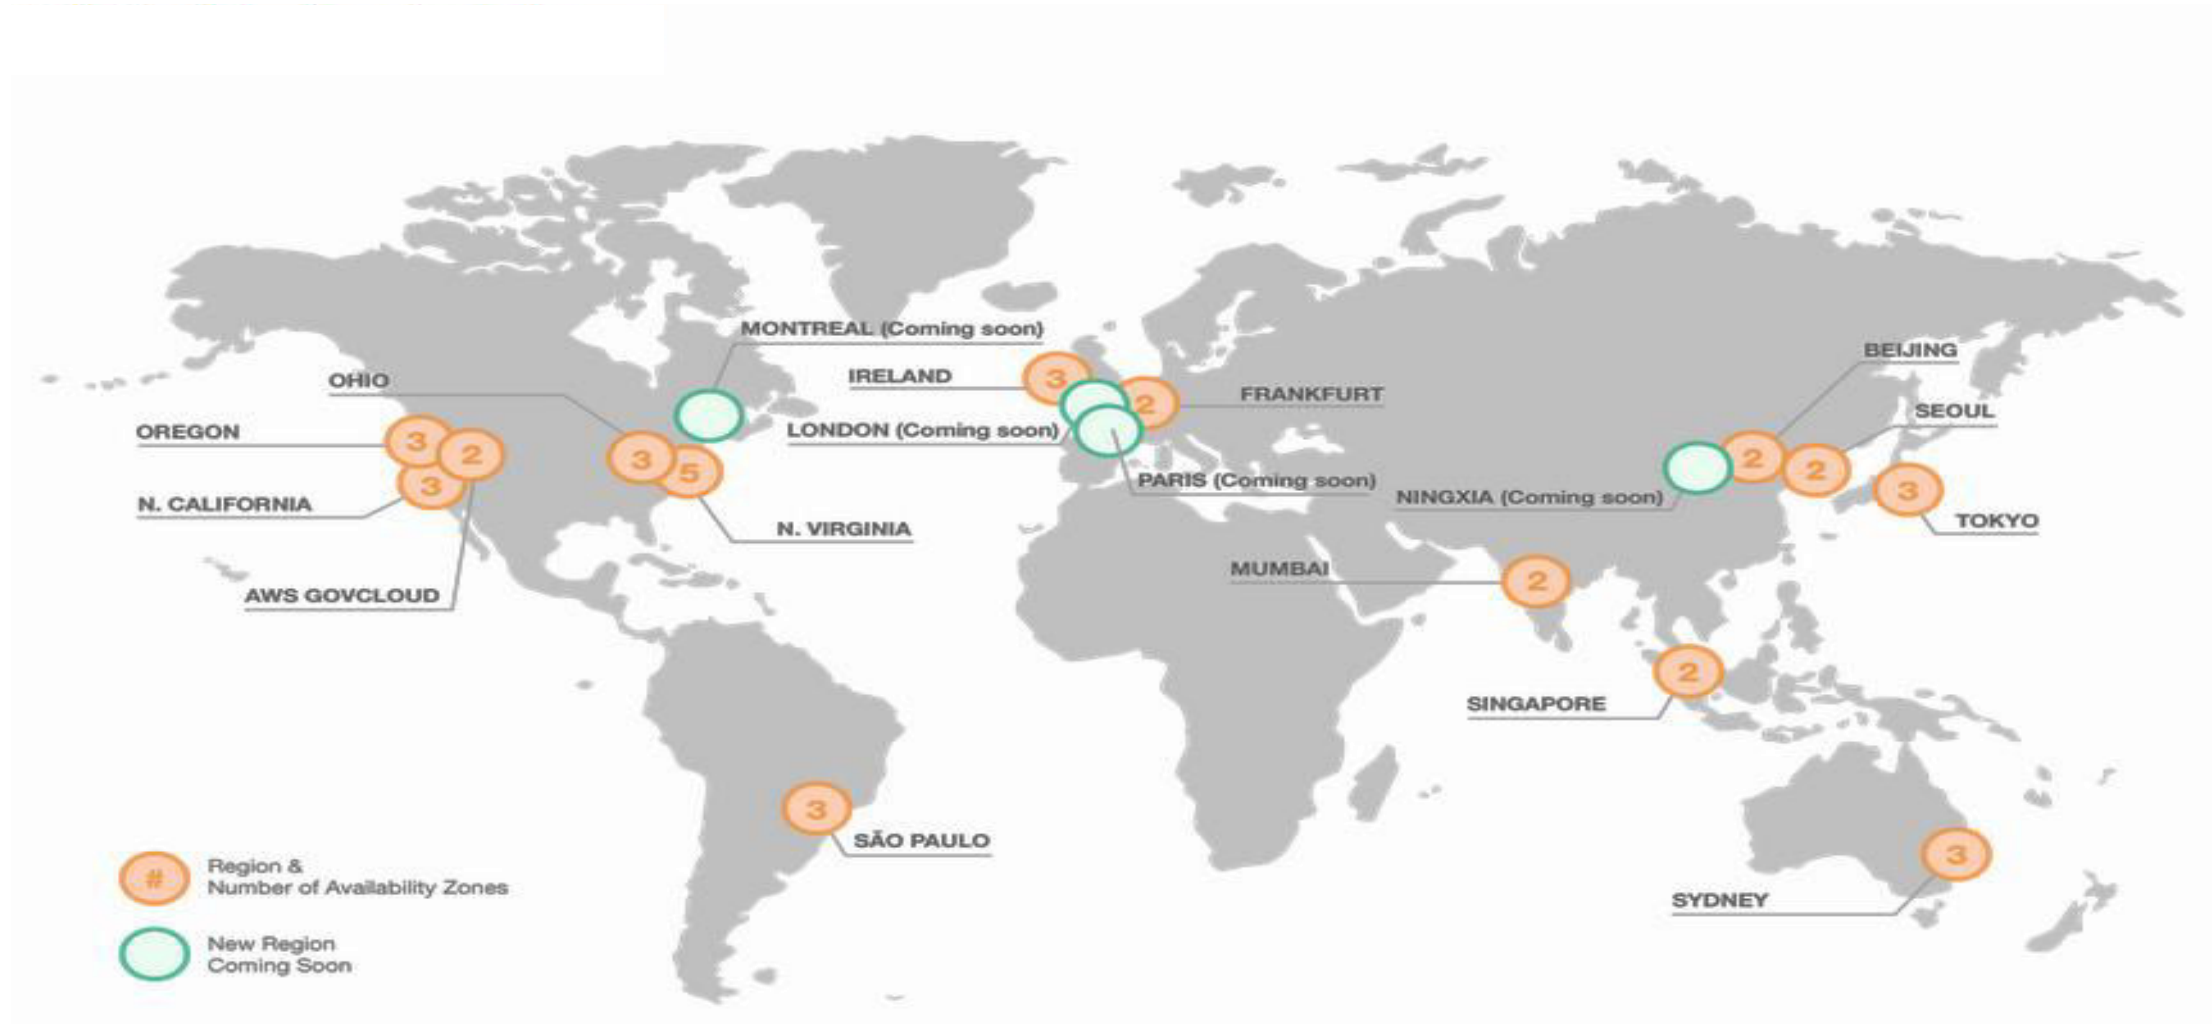 MONTREAL (Coming soon)
BEIJING
IRELAND
OHIO
FRANKFURT
SEOUL
OREGON
LONDON (Coming soon)
3
2
3
2
3
2
3
5
2
2
3
3
PARIS (Coming soon)
NINGXIA (Coming soon)
N. CALIFORNIA
TOKYO
N. VIRGINIA
MUMBAI
2
AWS GOVCLOUD
2
SINGAPORE
3
SÃO PAULO
3
# Region &
Number of Availability Zones
SYDNEY
New Region
Coming Soon